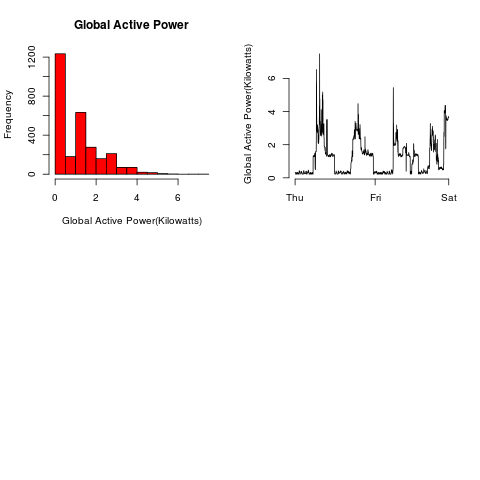 Global Active Power
Frequency
0
400
800
1200
0
2
4
6
Global Active Power(Kilowatts)
Global Active Power(Kilowatts)
0
2
4
6
Thu
Fri
Sat